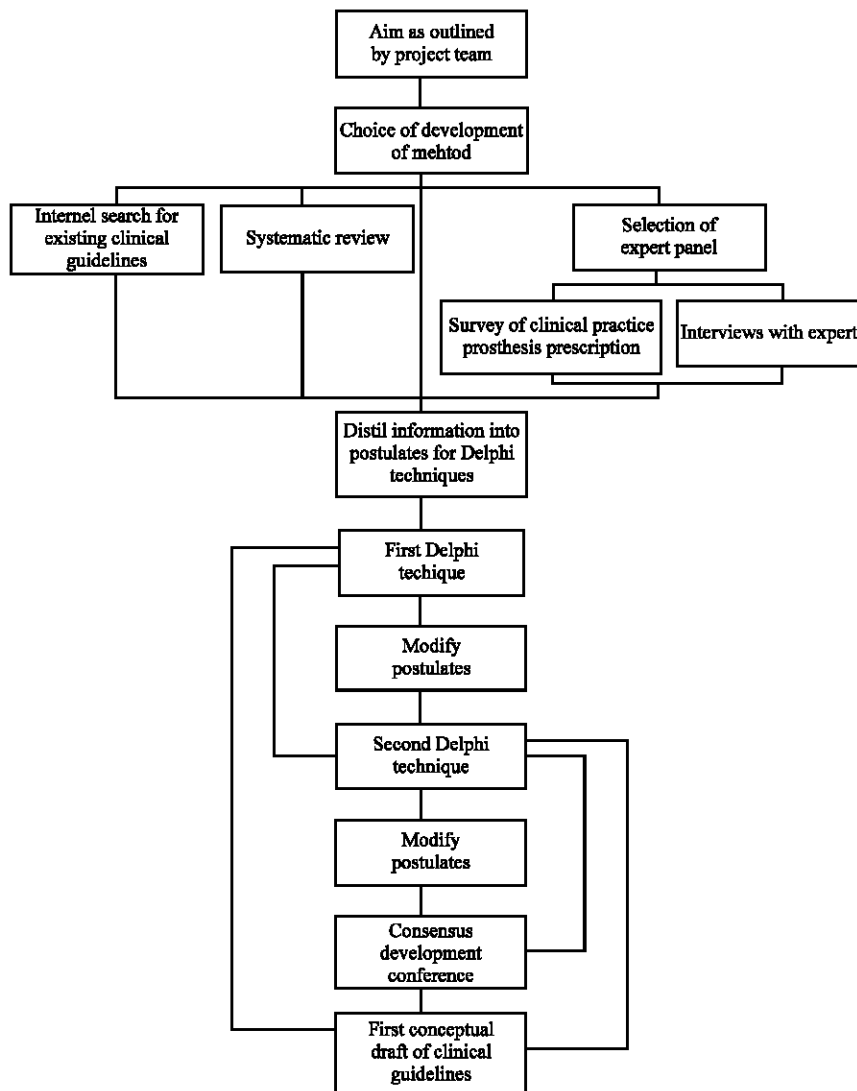 Aim as outlined
by project team
Choice of development
of mehtod
Internel search for
existing clinical
guidelines
Systematic review
Selection of
expert panel
Survey of clinical practice
prosthesis prescription
Interviews with expert
Distil information into
postulates for Delphi
techniques
First Delphi
techique
Modify
postulates
Second Delphi
technique
Modify
postulates
Consensus
development
conference
First conceptual
draft of clinical
guidelines